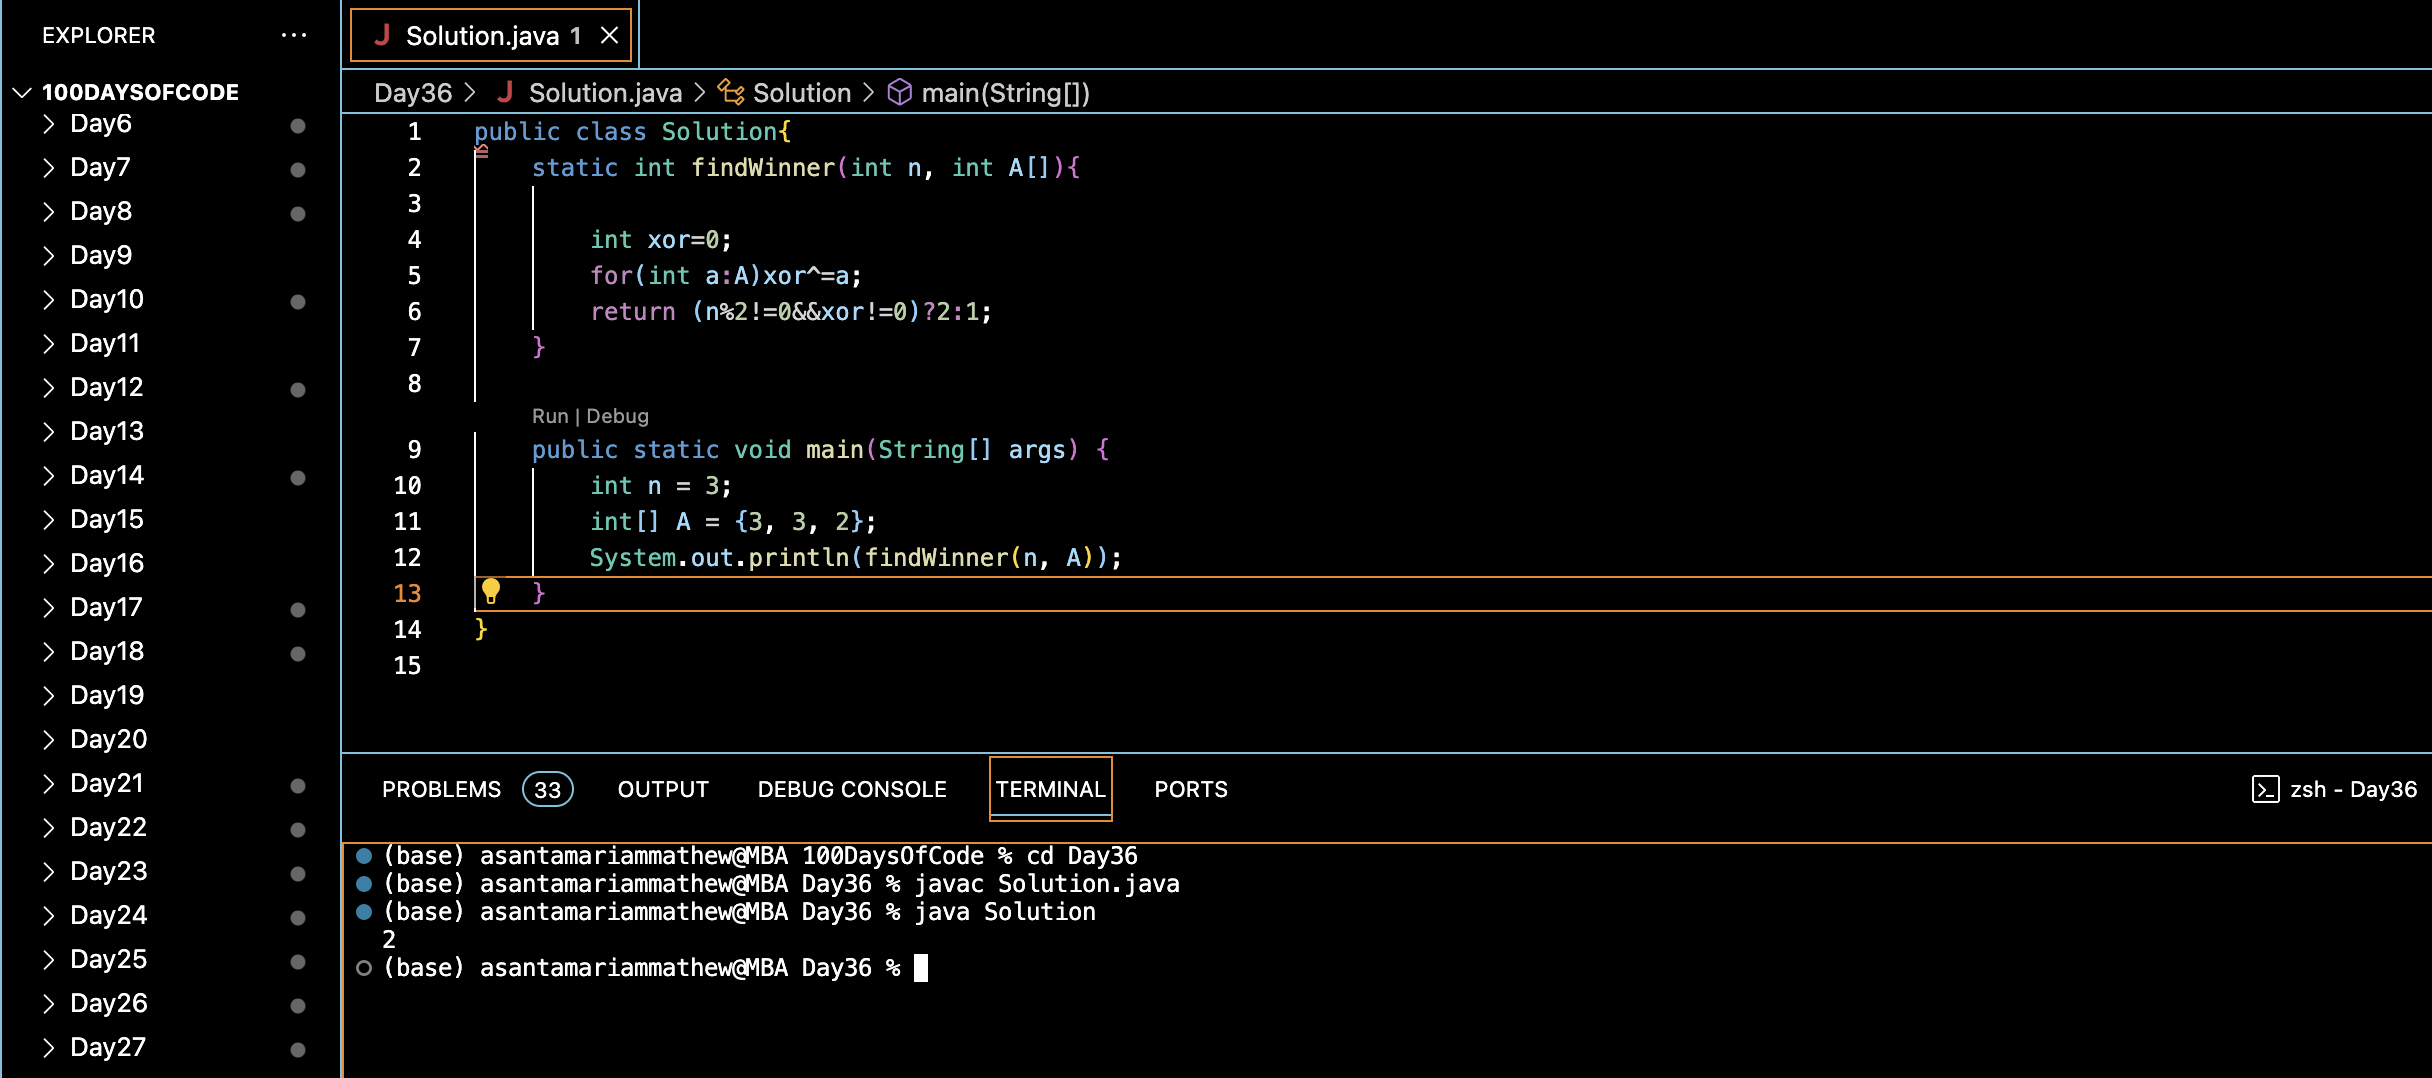 EXPLORER
100DAYSOFCODE
Day6
Day7
Day8
Day9
Day10
Day11
Day12
Day13
Day14
Day15
Day16
Day17
Day18
Day19
Day20
Day21
Day22
Day23
Day24
Day25
Day26
Day27
J Solution.java 1
Day36 > J Solution.java > Solution > main(String[])
1 public class Solution{
2 static int findWinner(int n, int A[]){
3
4 int xor=0;
5 for(int a:A)xor^=a;
6 return (n%2!=0&&xor!=0)?2:1;
7 }
8
Run | Debug
9 public static void main(String[] args) {
10 int n = 3;
11 int[] A = {3, 3, 2};
12 System.out.println(findWinner(n, A));
13 }
14 }
15
PROBLEMS 33 OUTPUT DEBUG CONSOLE TERMINAL PORTS zsh - Day36
(base) asantamariammathew@MBA 100DaysOfCode % cd Day36
(base) asantamariammathew@MBA Day36 % javac Solution.java
(base) asantamariammathew@MBA Day36 % java Solution
2
(base) asantamariammathew@MBA Day36 %